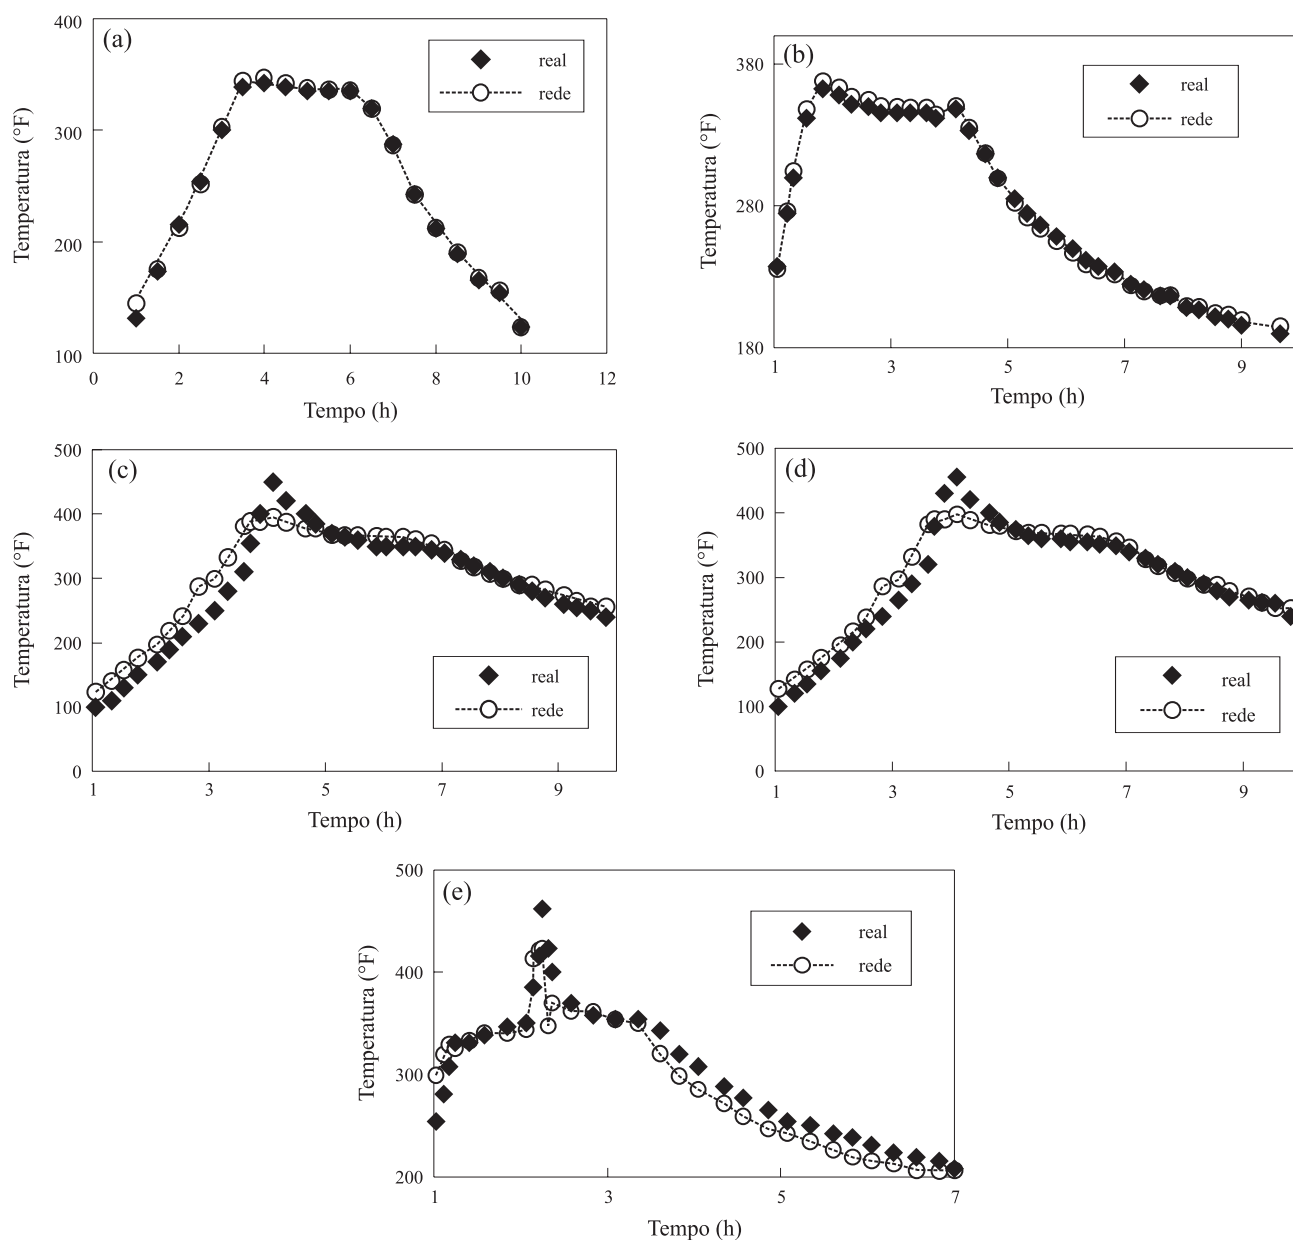 (a)
400
300
200
100
0 2 4 6 8 10 12
Temperatura (°F)
Tempo (h)
real
rede
(b)
380
280
180
1 3 5 7 9
Temperatura (°F)
Tempo (h)
real
rede
(c)
500
400
300
200
100
0
1 3 5 7 9
Temperatura (°F)
Tempo (h)
real
rede
(d)
500
400
300
200
100
0
1 3 5 7 9
Temperatura (°F)
Tempo (h)
real
rede
(e)
500
400
300
200
1 3 5 7
Temperatura (°F)
Tempo (h)
real
rede